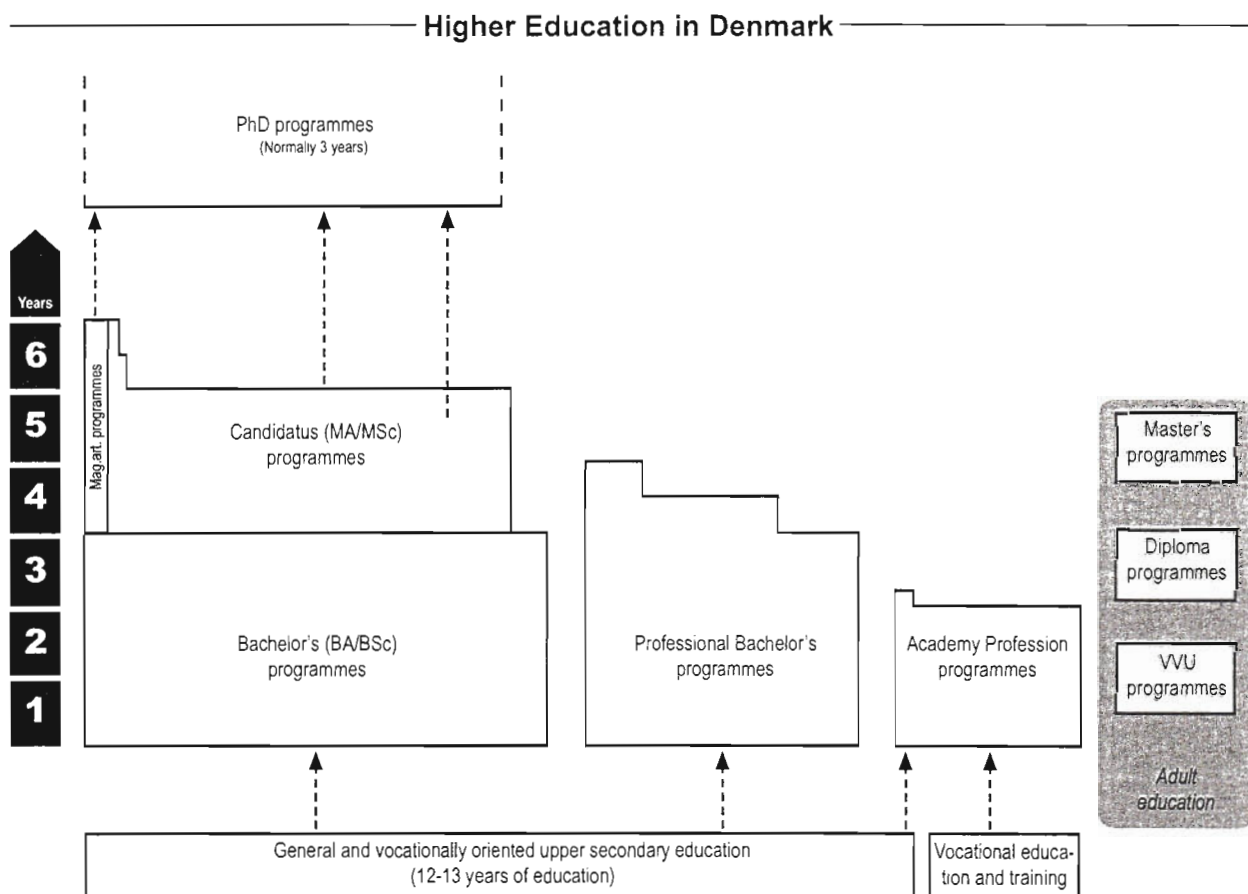 Higher Education in Denmark
PhD programmes
(Normally 3 years)
Years
6
5
4
3
2
1
Mag.art. programmes
Candidatus (MA/MSc)
programmes
Bachelor's (BA/BSc)
programmes
Professional Bachelor's
programmes
Academy Profession
programmes
Master's
programmes
Diploma
programmes
VVU
programmes
Adult
education
General and vocationally oriented upper secondary education
(12-13 years of education)
Vocational educa-
tion and training